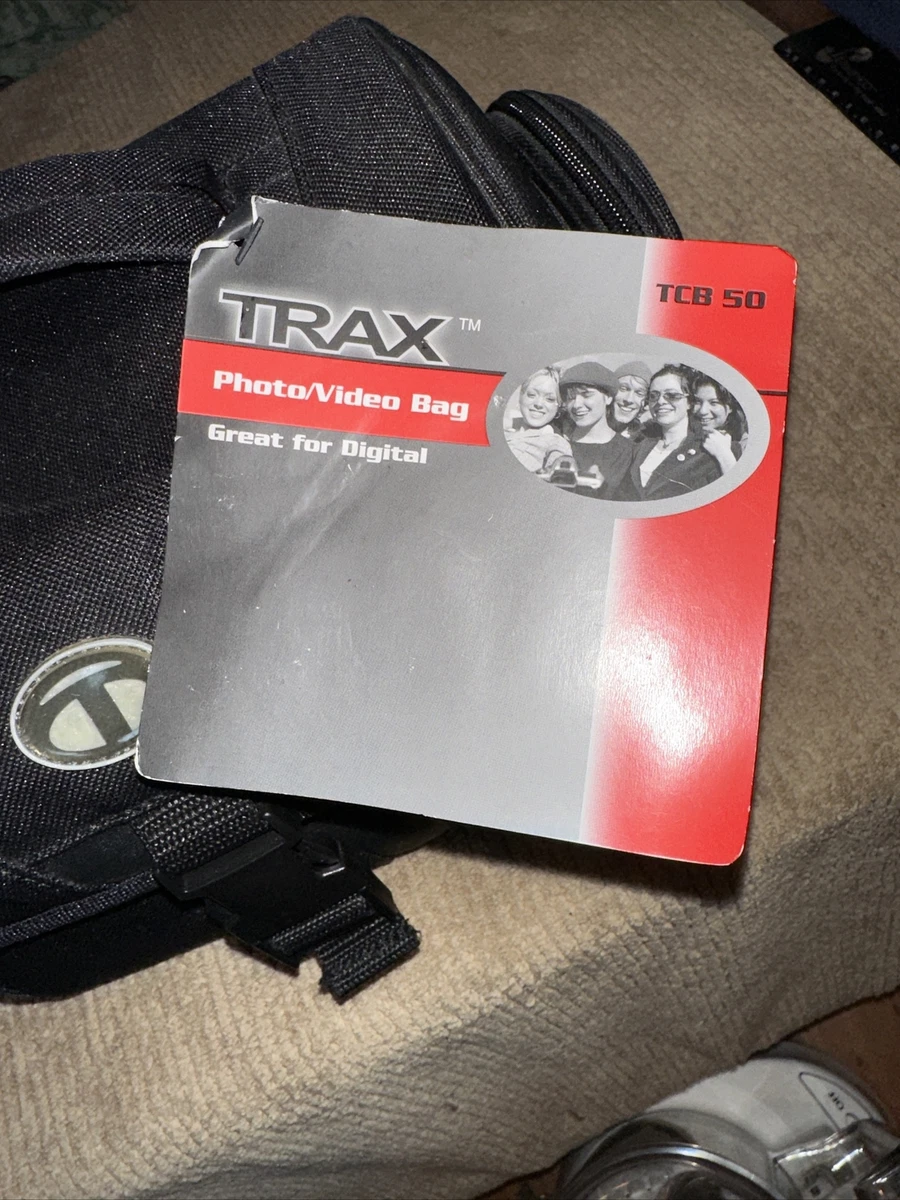 TRAX™
TCB 50
Photo/Video Bag
Great for Digital